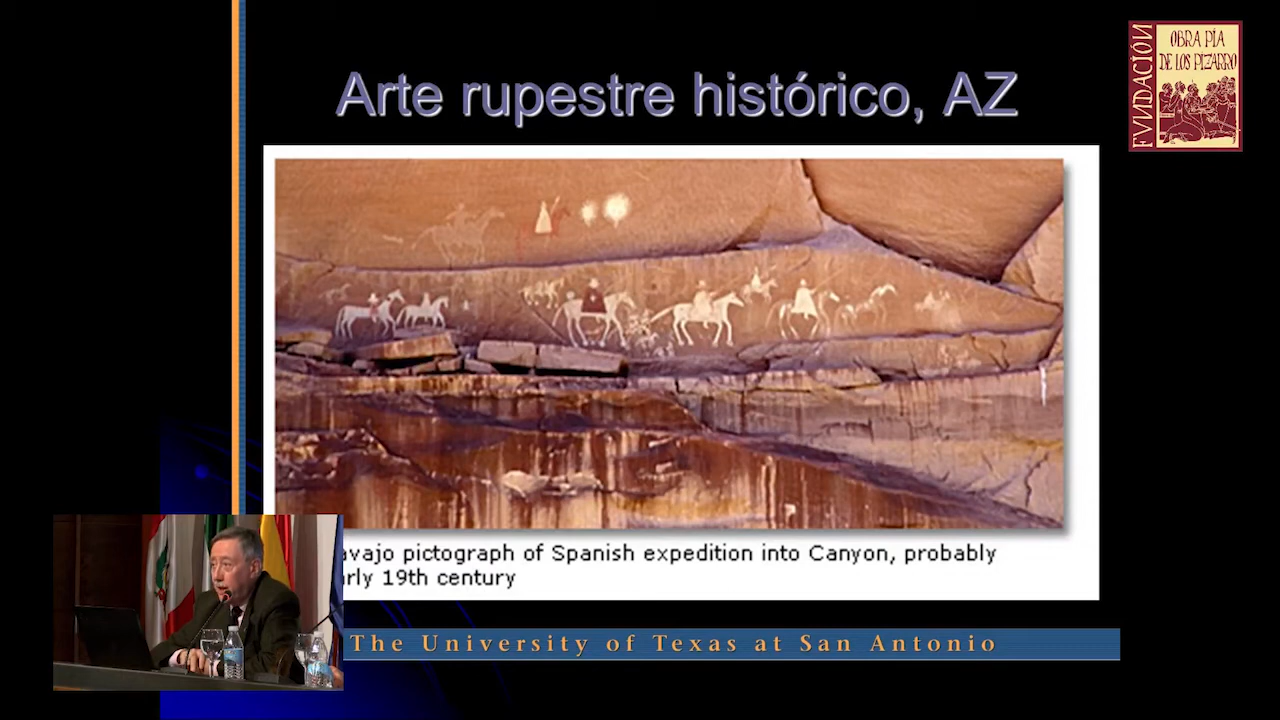 Arte rupestre histórico, AZ
FVNDACIÓN
OBRA PIA
DE LOS PIZARRO
avajo pictograph of Spanish expedition into Canyon, probably
rly 19th century
The University of Texas at San Antonio